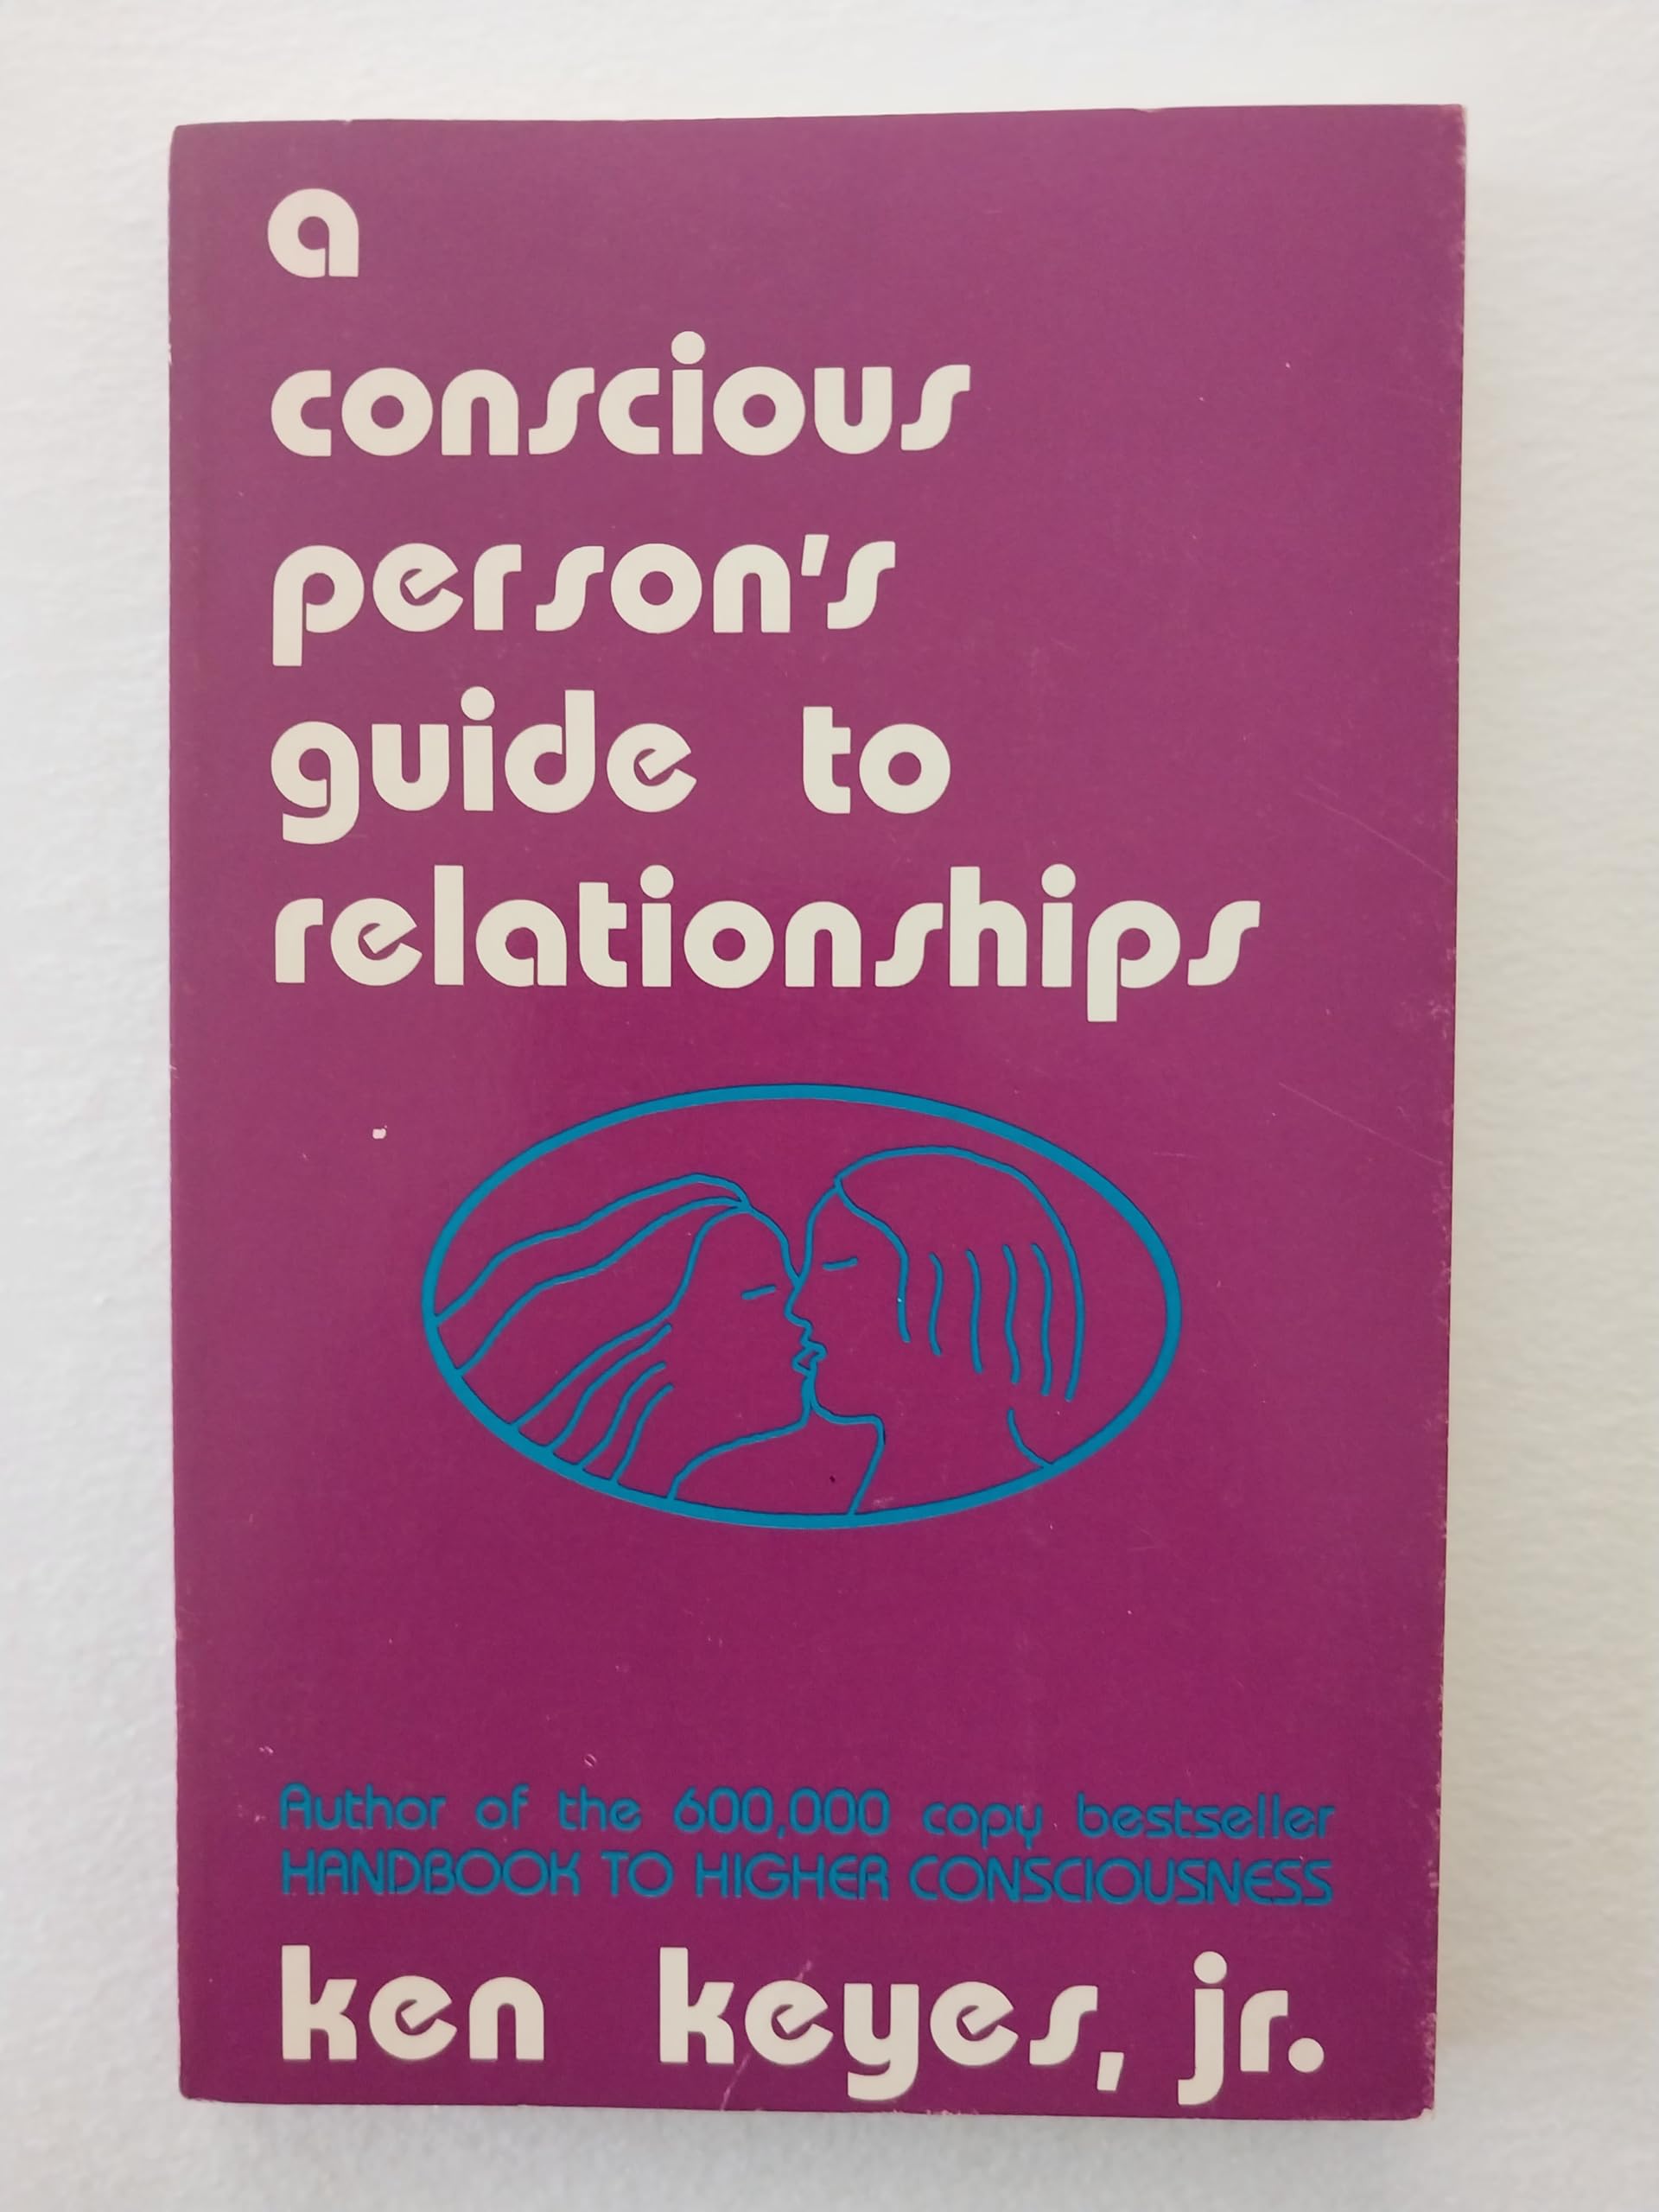 a
conscious
person's
guide to
relationships
Author of the 600,000 copy bestseller
HANDBOOK TO HIGHER CONSCIOUSNESS
ken keyes, jr.